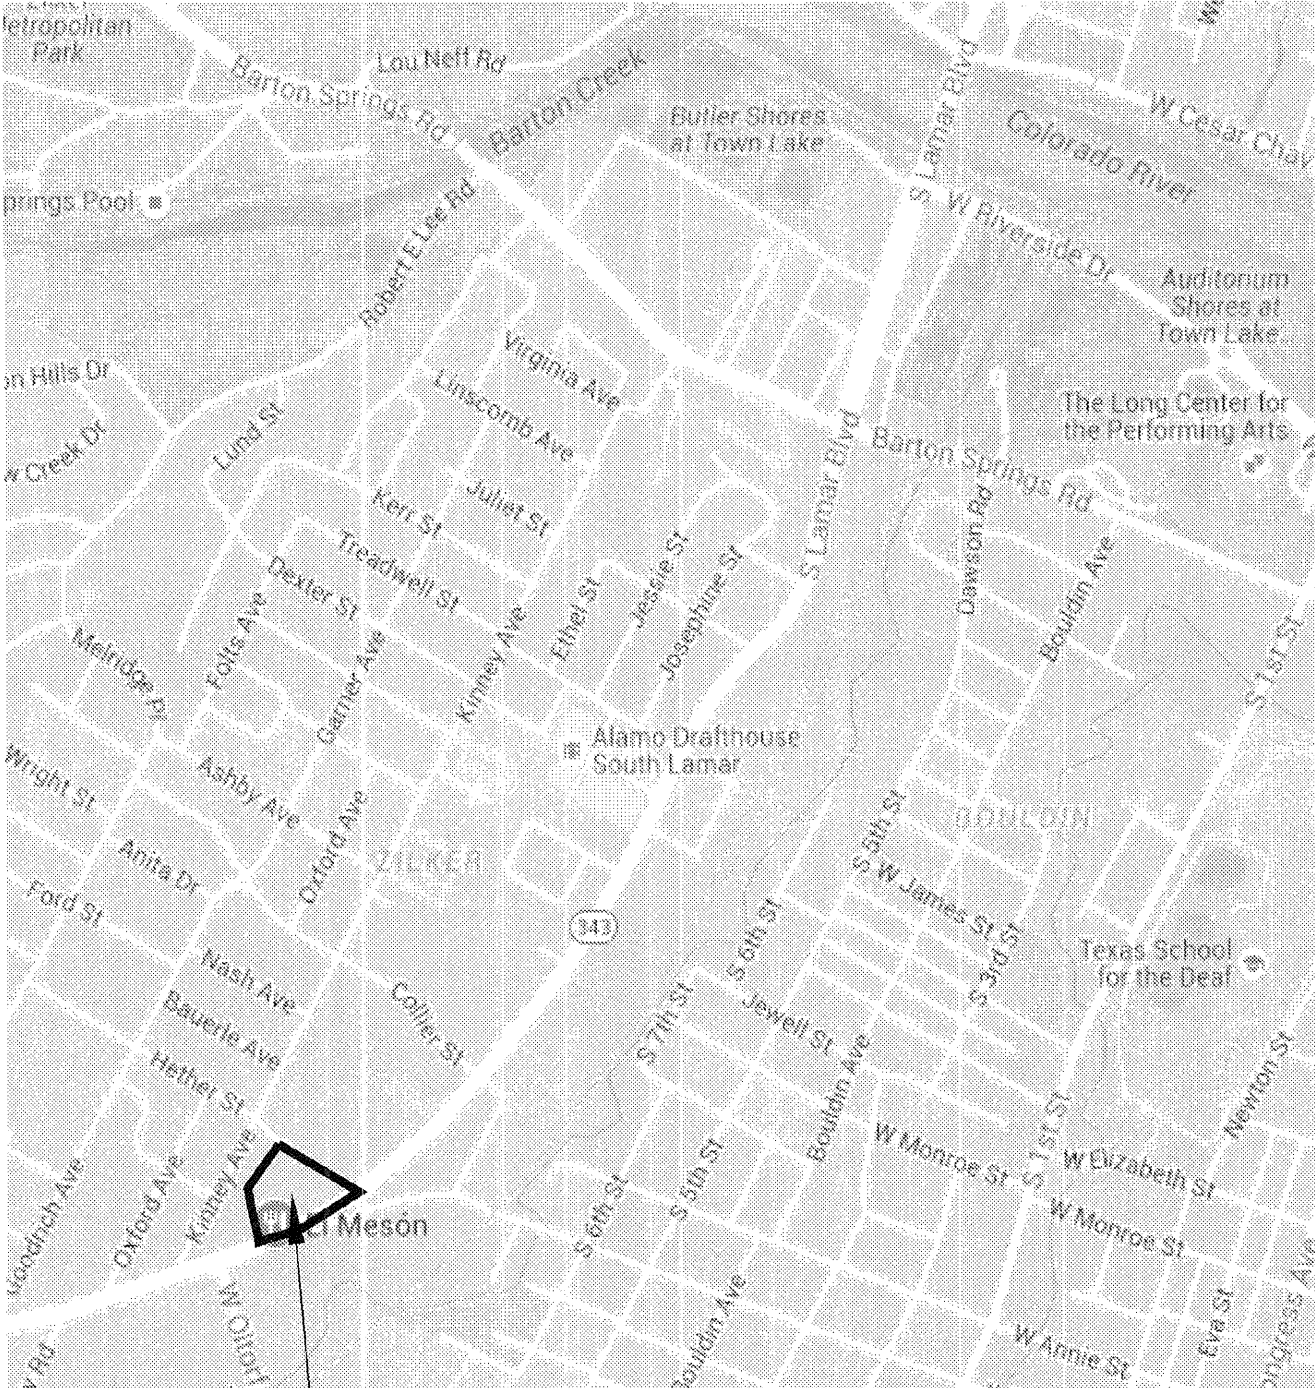 Metropolitan
Park
Lou Neff Rd
Barton Springs Rd
Barton Creek
Butler Shores
at Town Lake
S Lamar Blvd
W Cesar Chav
Colorado River
prings Pool
Robert E Lee Rd
W Riverside Dr
Auditorium
Shores at
Town Lake
on Hills Dr
Virginia Ave
Linscomb Ave
The Long Center for
the Performing Arts
w Creek Dr
Lund St
S Lamar Blvd
Barton Springs Rd
Kerr St
Juliet St
Treadwell St
Dexter St
Jessie St
Josephine St
Ethel St
Dawson Rd
Bouldin Ave
Melridge Pl
Folts Ave
Garner Ave
Kinney Ave
S 1st St
Alamo Drafthouse
South Lamar
Wright St
Ashby Ave
Oxford Ave
S 5th St
BOULDIN
Anita Dr
ZILKER
W James St
Ford St
343
S 6th St
S 3rd St
Texas School
for the Deaf
Nash Ave
Collier St
S 7th St
Jewell St
Bauerle Ave
Hether St
Bouldin Ave
Newton St
S 1st St
W Monroe St
W Elizabeth St
Goodrich Ave
Oxford Ave
Kinney Ave
S 5th St
S 6th St
El Mesón
W Monroe St
W Oltorf
Bouldin Ave
Eva St
W Annie St
w Rd